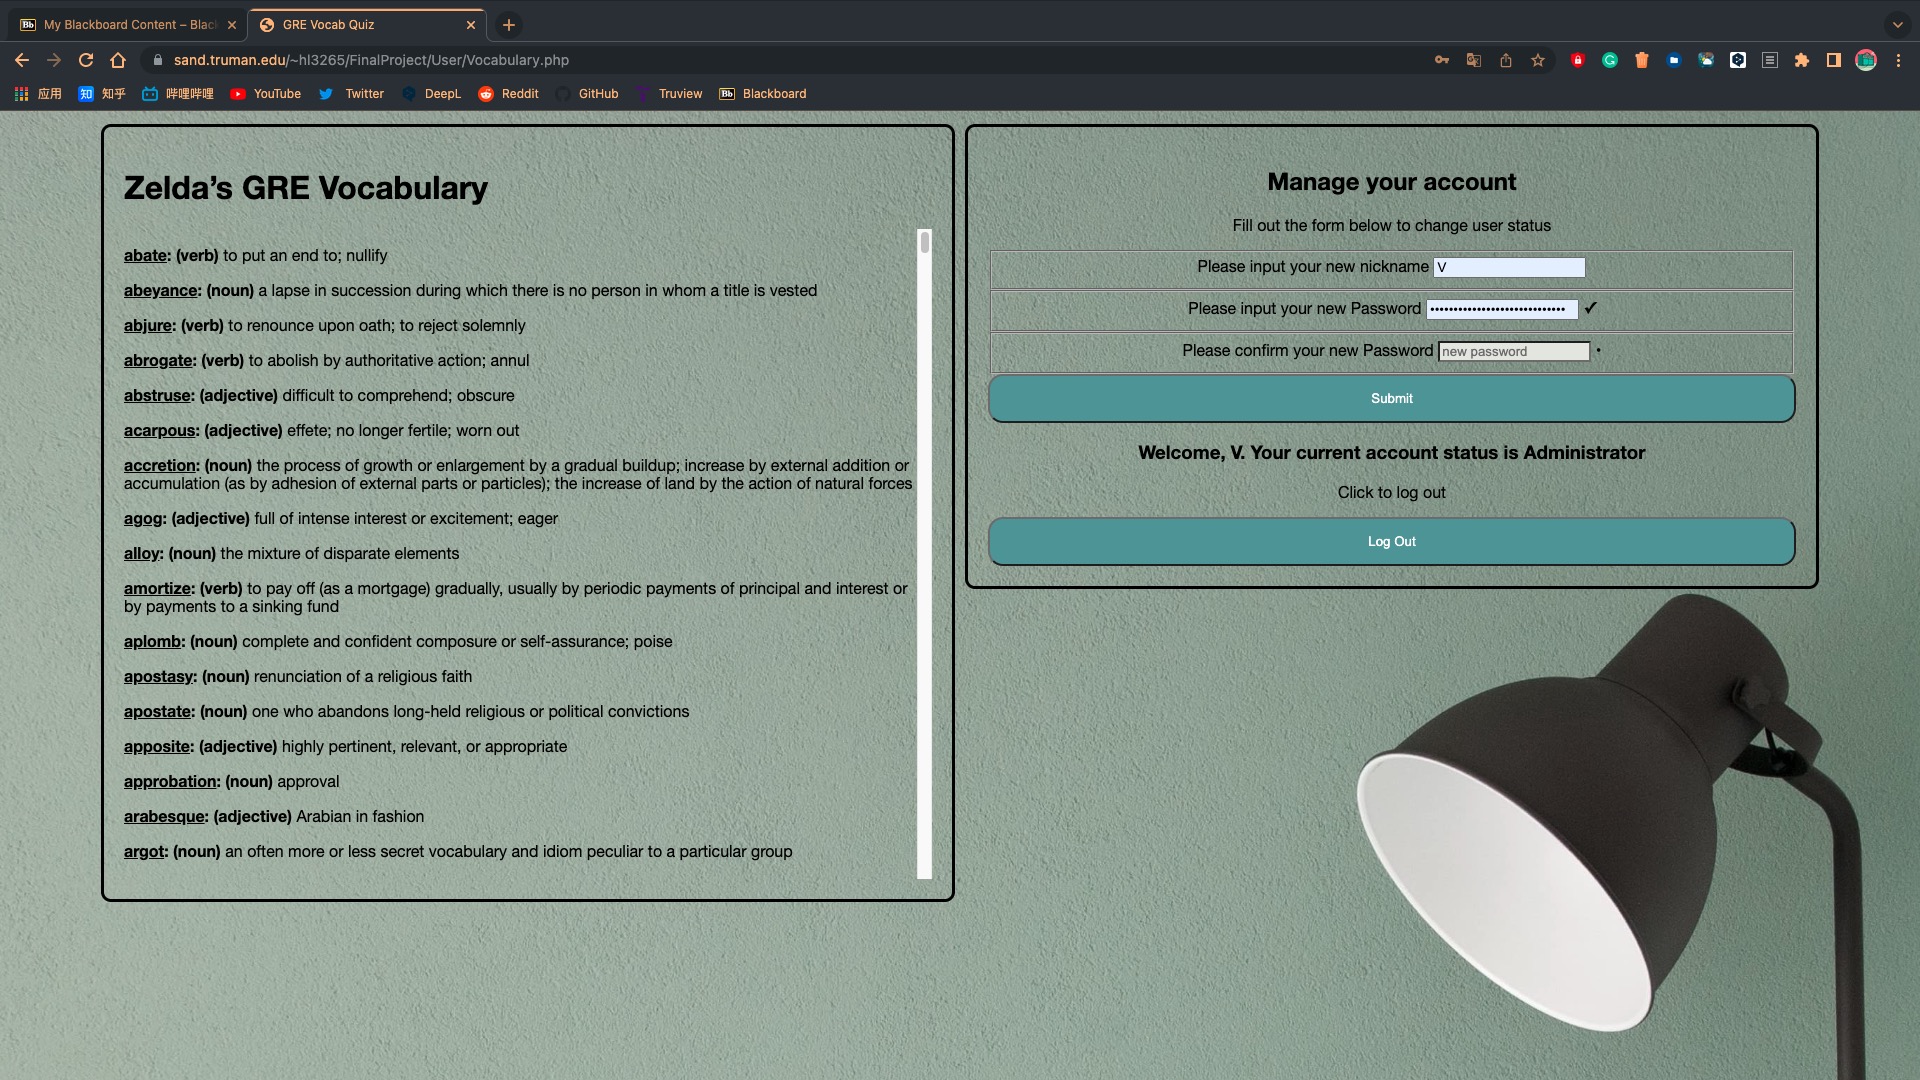 My Blackboard Content – Blac
GRE Vocab Quiz
sand.truman.edu/~hl3265/FinalProject/User/Vocabulary.php
应用
知乎
哔哩哔哩
YouTube
Twitter
DeepL
Reddit
GitHub
Truview
Bb
Blackboard
Zelda’s GRE Vocabulary
abate: (verb) to put an end to; nullify
abeyance: (noun) a lapse in succession during which there is no person in whom a title is vested
abjure: (verb) to renounce upon oath; to reject solemnly
abrogate: (verb) to abolish by authoritative action; annul
abstruse: (adjective) difficult to comprehend; obscure
acarpous: (adjective) effete; no longer fertile; worn out
accretion: (noun) the process of growth or enlargement by a gradual buildup; increase by external addition or
accumulation (as by adhesion of external parts or particles); the increase of land by the action of natural forces
agog: (adjective) full of intense interest or excitement; eager
alloy: (noun) the mixture of disparate elements
amortize: (verb) to pay off (as a mortgage) gradually, usually by periodic payments of principal and interest or
by payments to a sinking fund
aplomb: (noun) complete and confident composure or self-assurance; poise
apostasy: (noun) renunciation of a religious faith
apostate: (noun) one who abandons long-held religious or political convictions
apposite: (adjective) highly pertinent, relevant, or appropriate
approbation: (noun) approval
arabesque: (adjective) Arabian in fashion
argot: (noun) an often more or less secret vocabulary and idiom peculiar to a particular group
Manage your account
Fill out the form below to change user status
Please input your new nickname V
Please input your new Password ••••••••••••••••••••••••••••• ✓
Please confirm your new Password new password •
Submit
Welcome, V. Your current account status is Administrator
Click to log out
Log Out